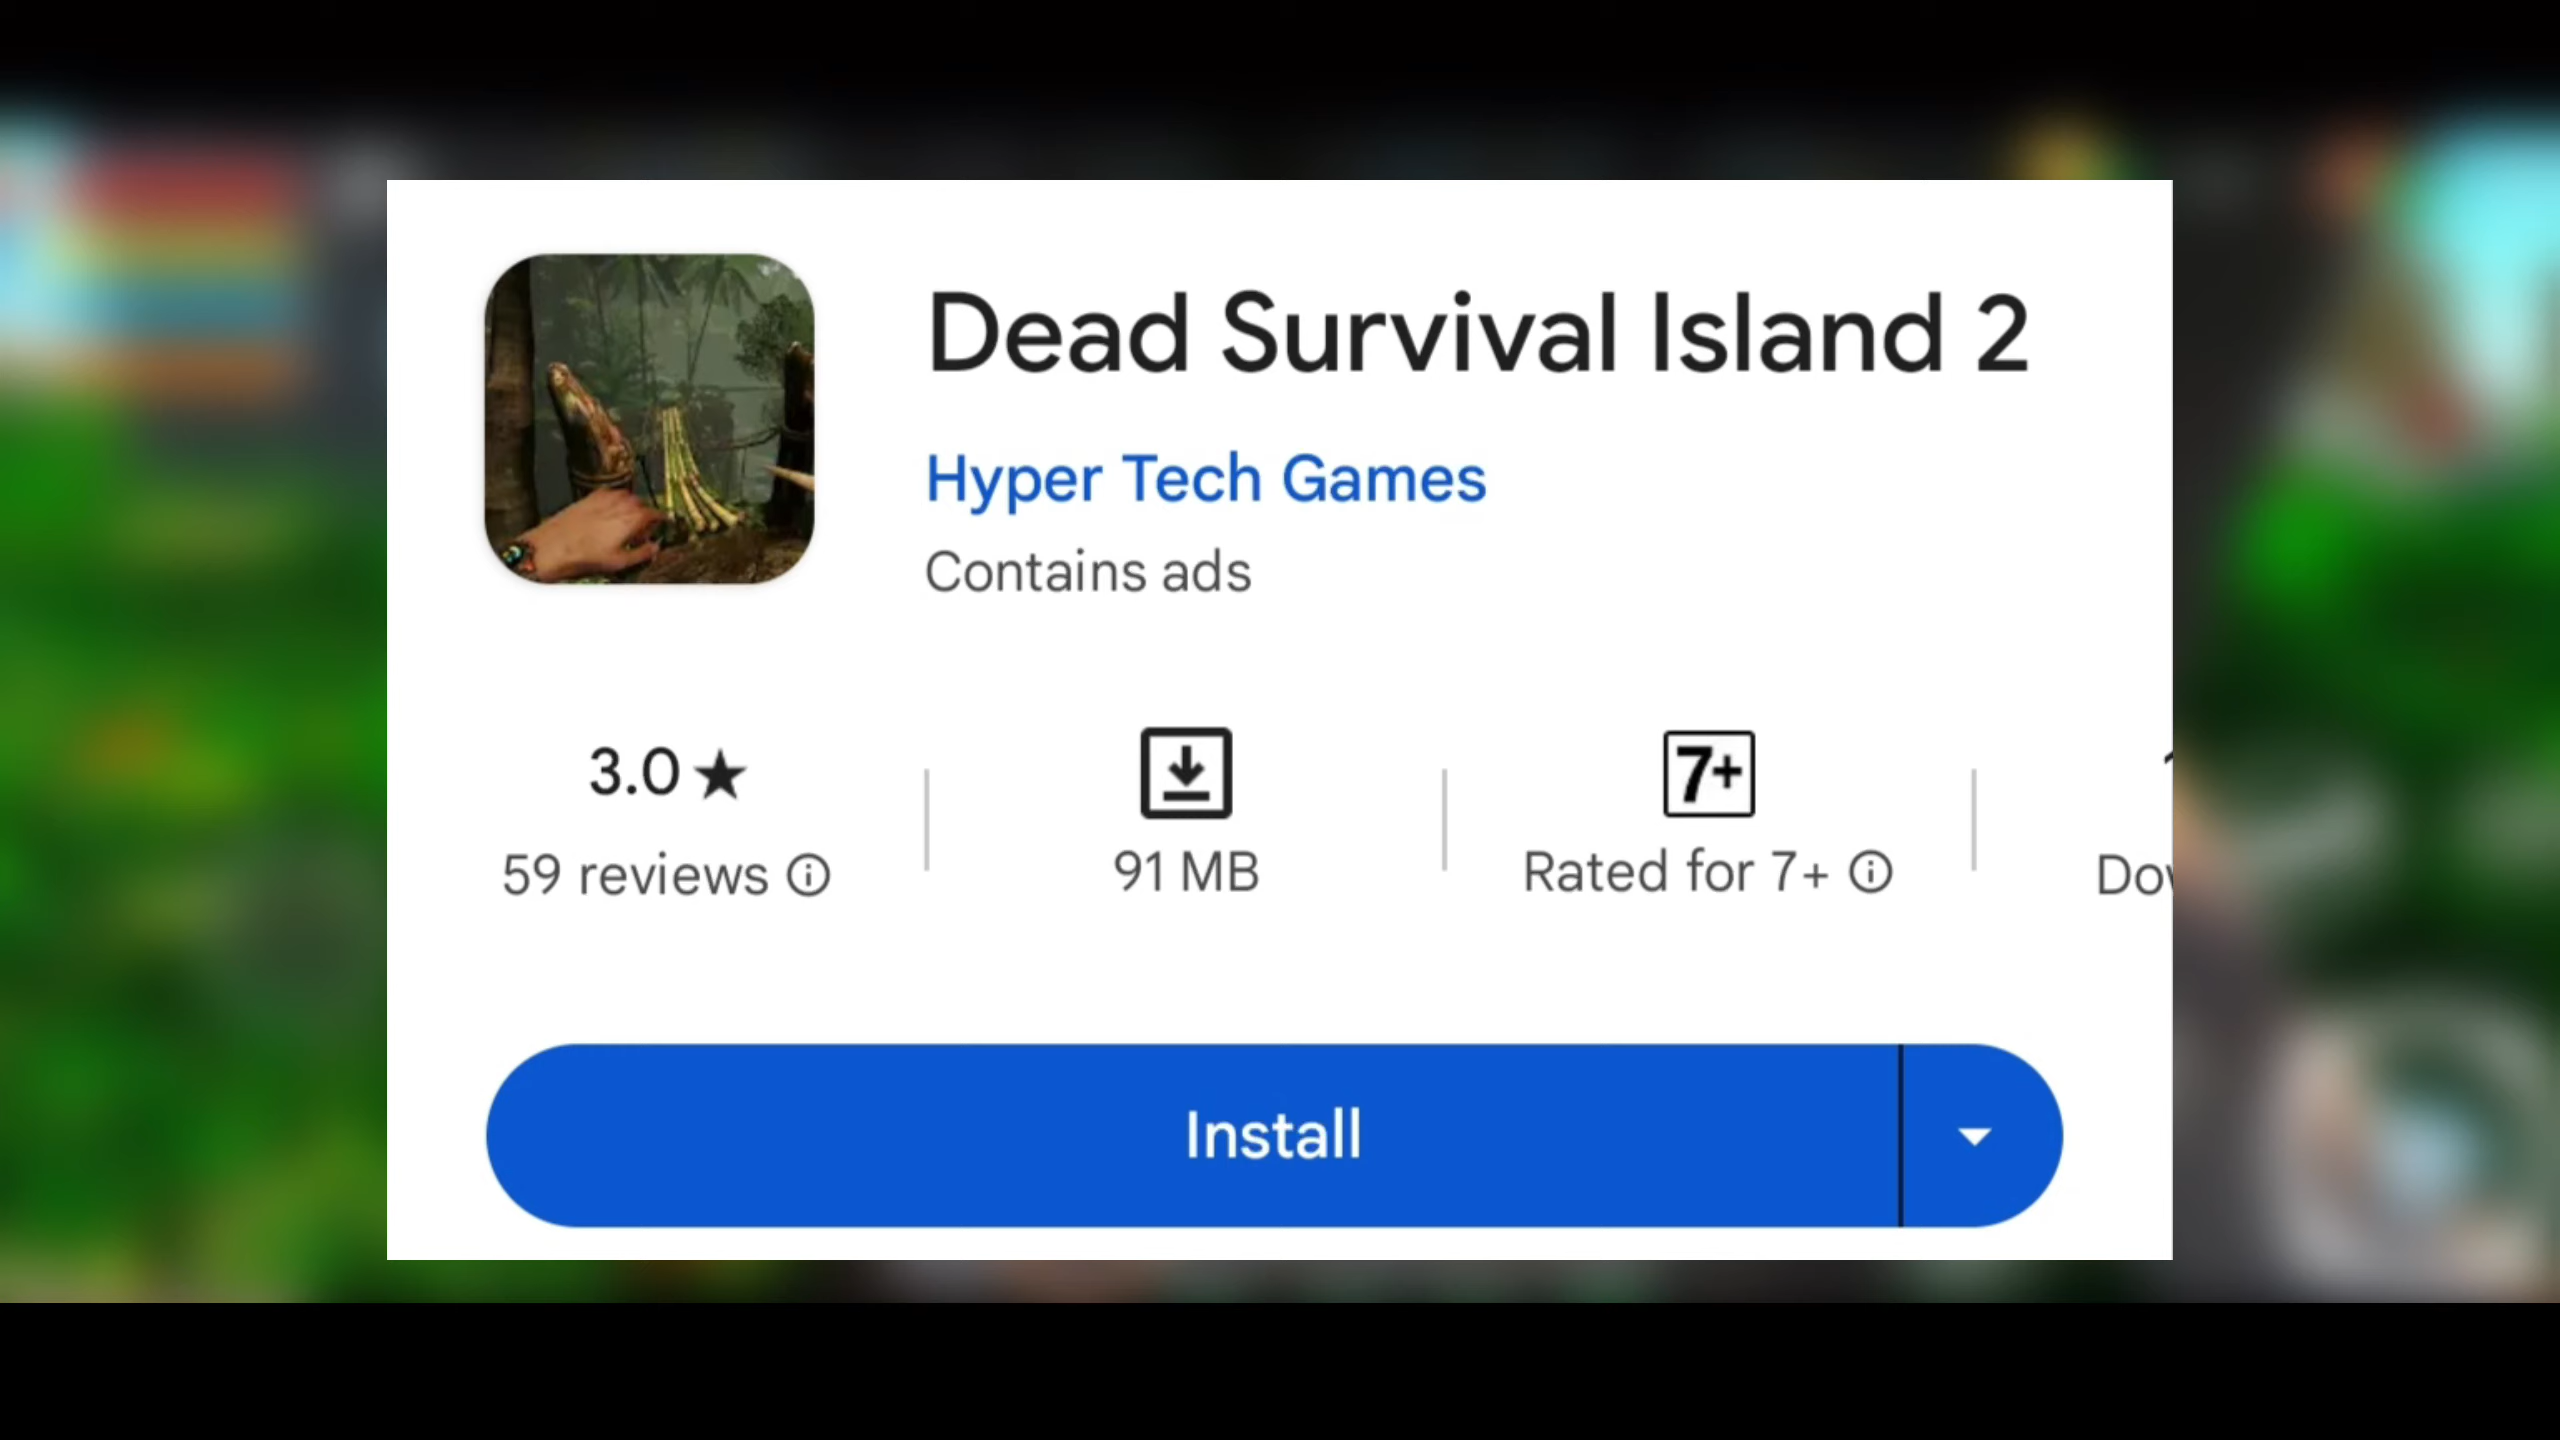 Dead Survival Island 2
Hyper Tech Games
Contains ads
3.0★
59 reviews
91 MB
7+
Rated for 7+
Install